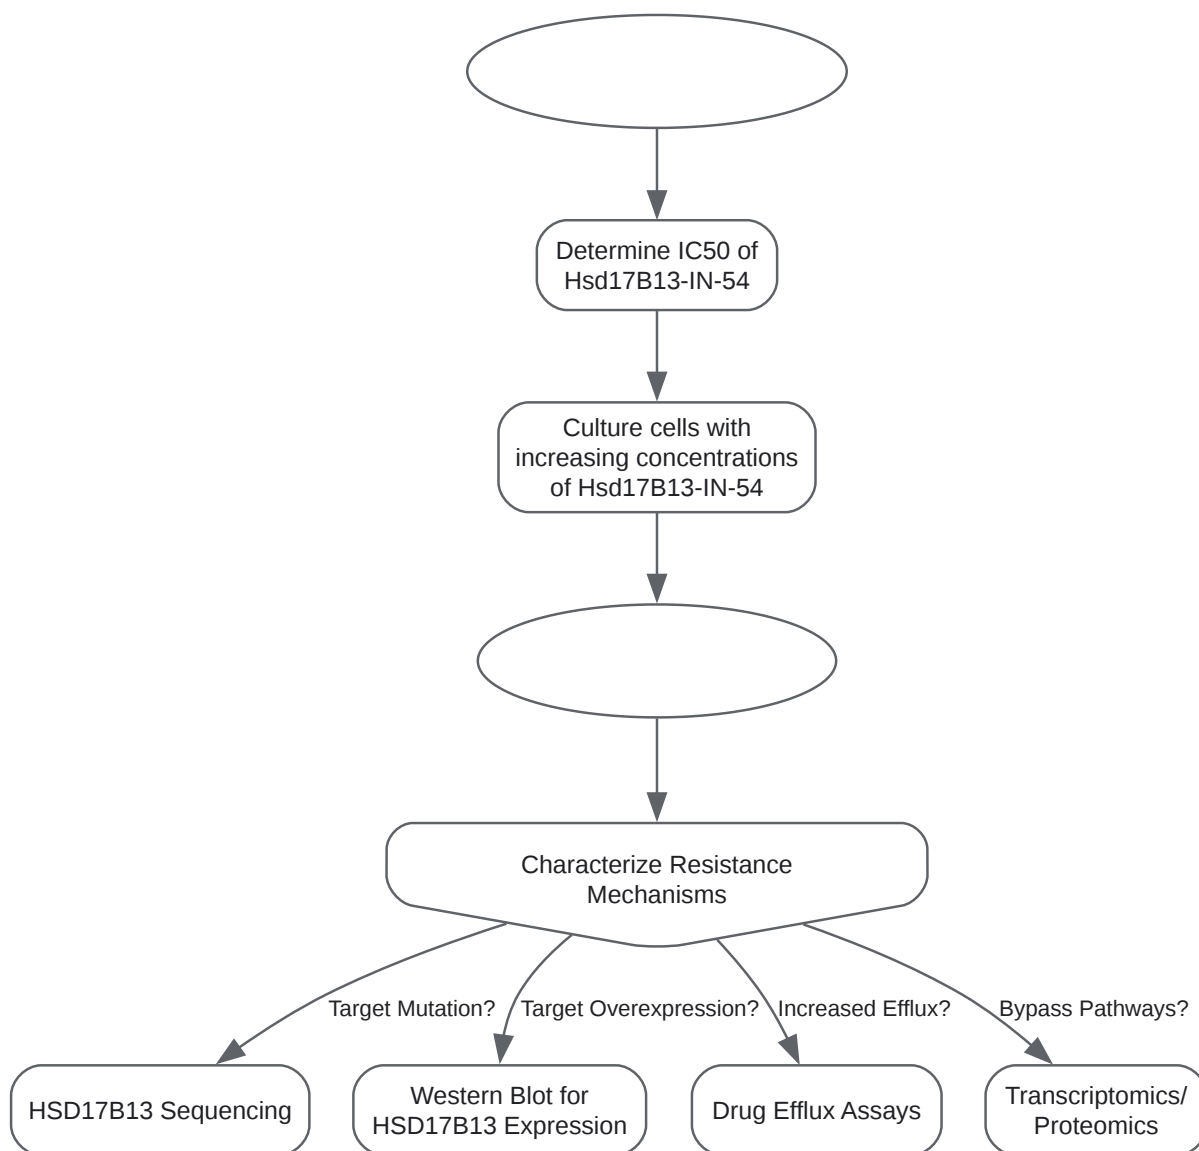 Determine IC50 of
Hsd17B13-IN-54
Culture cells with
increasing concentrations
of Hsd17B13-IN-54
Characterize Resistance
Mechanisms
Target Mutation?
Target Overexpression?
Increased Efflux?
Bypass Pathways?
HSD17B13 Sequencing
Western Blot for
HSD17B13 Expression
Drug Efflux Assays
Transcriptomics/
Proteomics